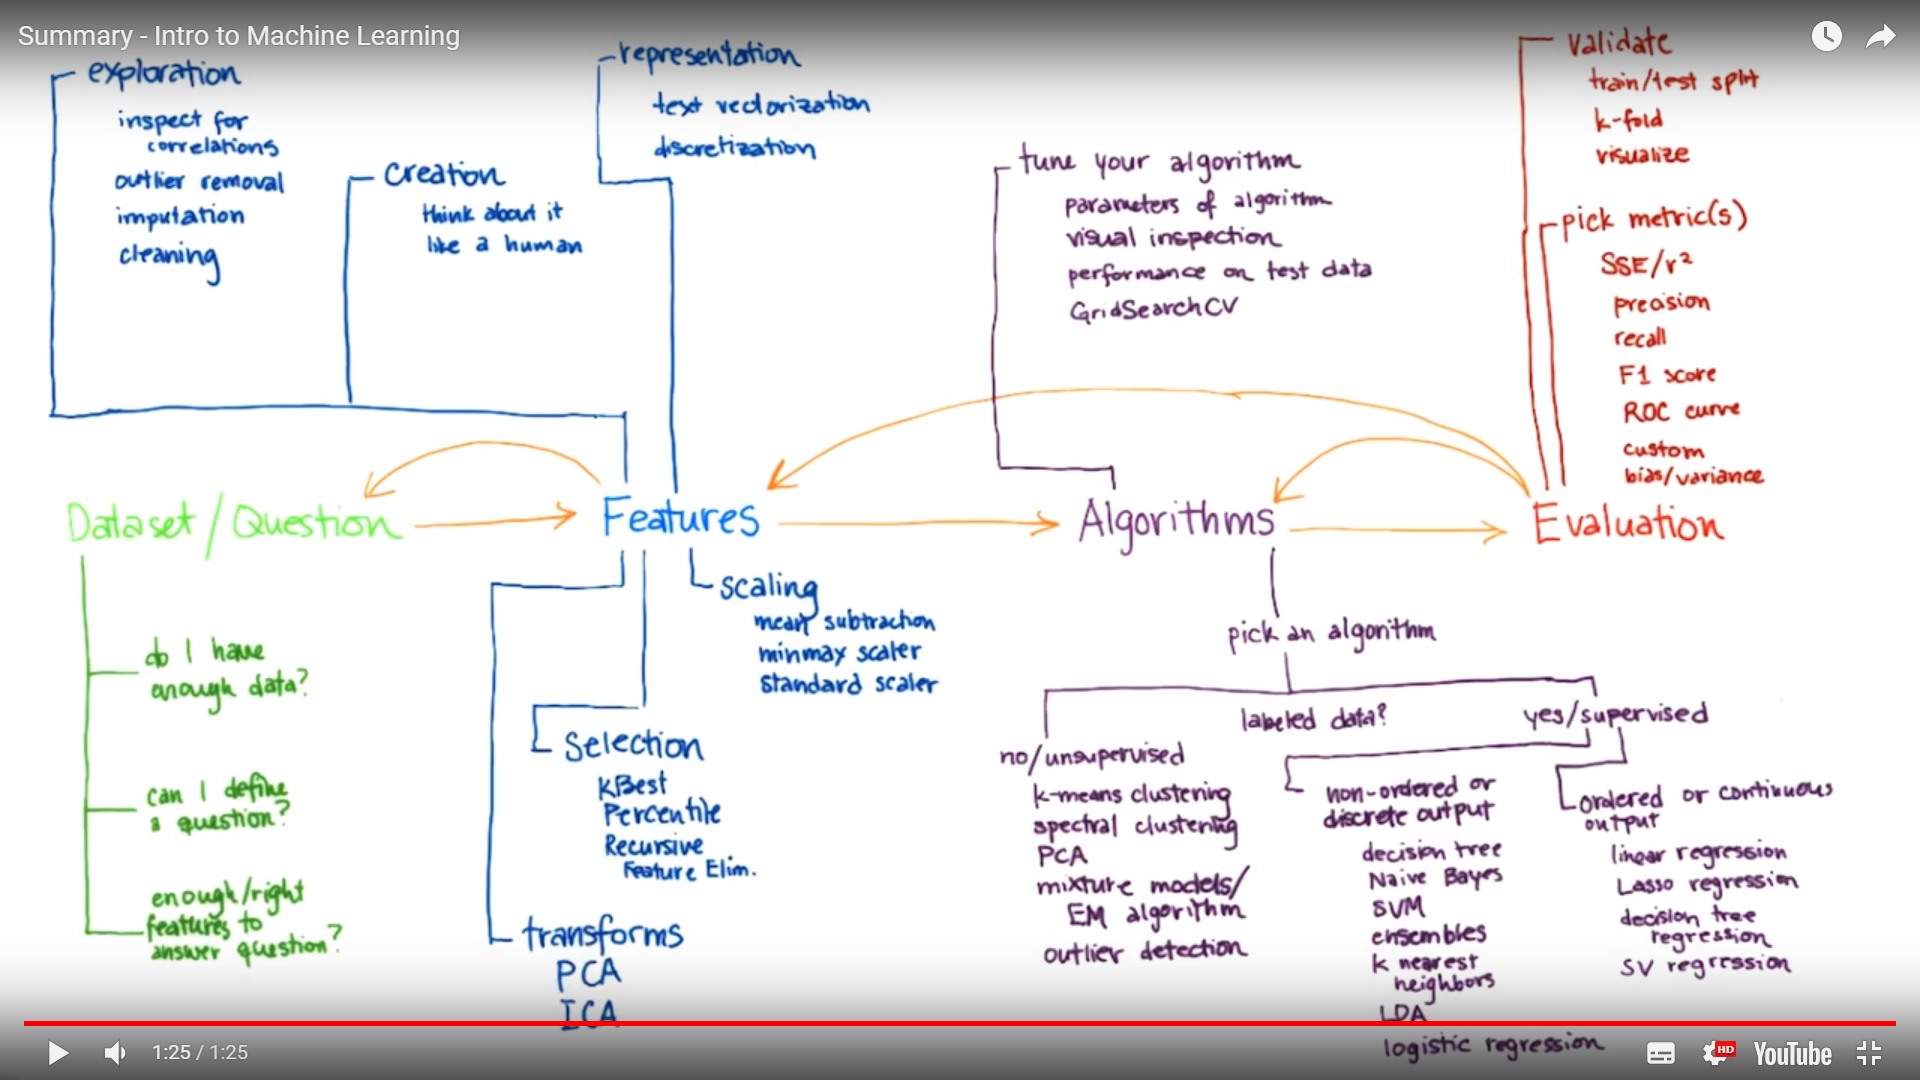 Summary - Intro to Machine Learning
exploration
inspect for
correlations
outlier removal
imputation
cleaning
creation
think about it
like a human
representation
text vectorization
discretization
tune your algorithm
parameters of algorithm
visual inspection
performance on test data
GridSearchCV
validate
train/test split
k-fold
visualize
pick metric(s)
SSE/r²
precision
recall
F1 score
ROC curve
custom
bias/variance
Dataset/Question
Features
Algorithms
Evaluation
do I have
enough data?
can I define
a question?
enough/right
features to
answer question?
scaling
mean subtraction
minmax scaler
standard scaler
selection
KBest
Percentile
Recursive
Feature Elim.
transforms
PCA
ICA
pick an algorithm
labeled data?
no/unsupervised
k-means clustering
spectral clustering
PCA
mixture models/
EM algorithm
outlier detection
yes/supervised
non-ordered or
discrete output
decision tree
Naive Bayes
SVM
ensembles
k nearest
neighbors
LDA
logistic regression
ordered or continuous
output
linear regression
Lasso regression
decision tree
regression
SV regression
1:25 / 1:25
HD
YouTube